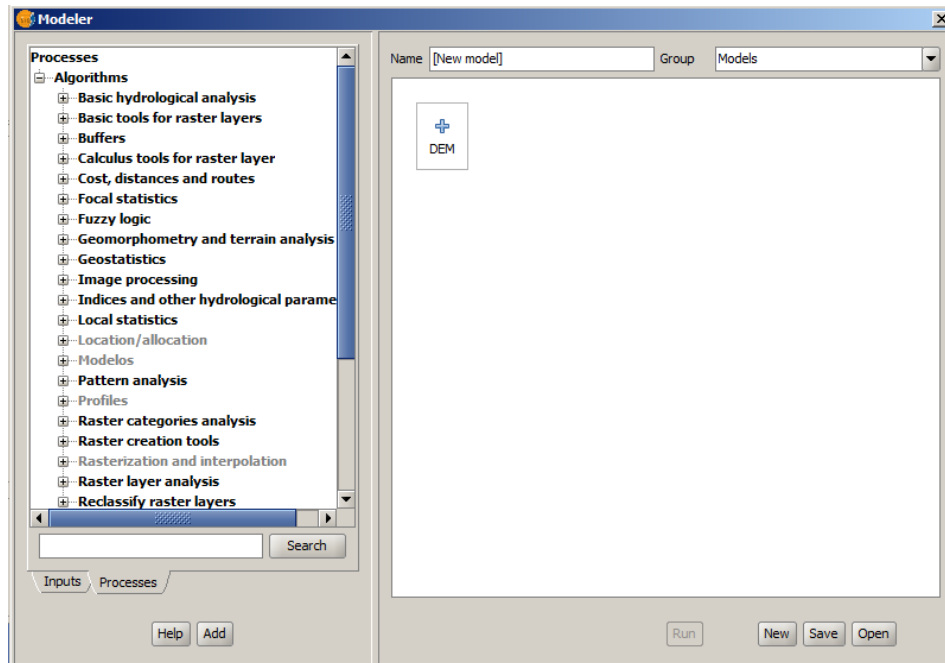 Modeler
Processes
Algorithms
Basic hydrological analysis
Basic tools for raster layers
Buffers
Calculus tools for raster layer
Cost, distances and routes
Focal statistics
Fuzzy logic
Geomorphometry and terrain analysis
Geostatistics
Image processing
Indices and other hydrological parame
Local statistics
Location/allocation
Modelos
Pattern analysis
Profiles
Raster categories analysis
Raster creation tools
Rasterization and interpolation
Raster layer analysis
Reclassify raster layers
Search
Inputs Processes
Help Add
Name [New model] Group Models
DEM
Run New Save Open